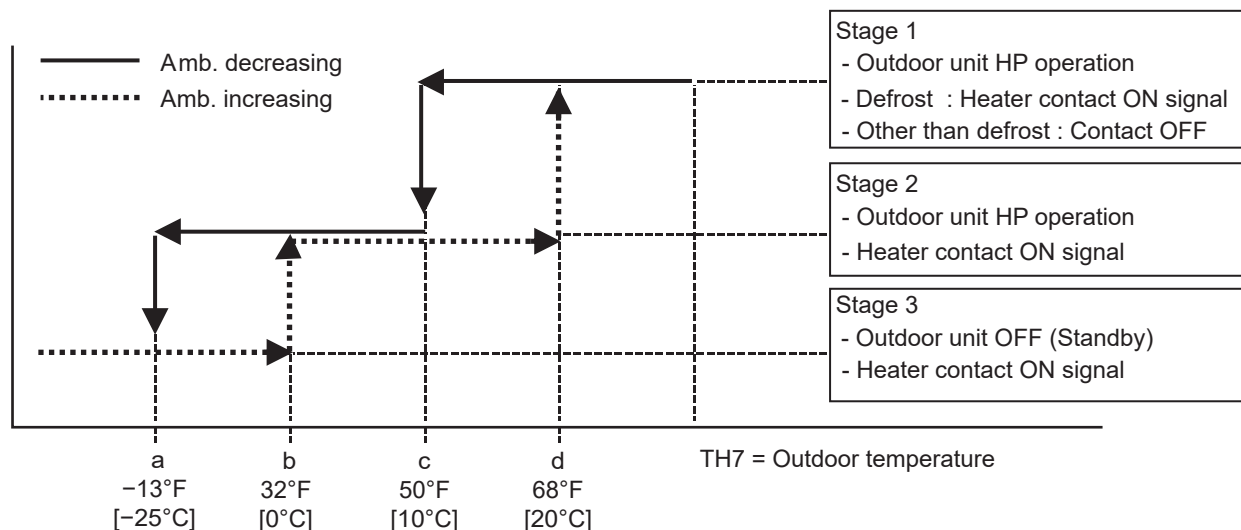 Amb. decreasing
Amb. increasing
Stage 1
- Outdoor unit HP operation
- Defrost : Heater contact ON signal
- Other than defrost : Contact OFF
Stage 2
- Outdoor unit HP operation
- Heater contact ON signal
Stage 3
- Outdoor unit OFF (Standby)
- Heater contact ON signal
a b c d TH7 = Outdoor temperature
−13°F 32°F 50°F 68°F
[−25°C] [0°C] [10°C] [20°C]